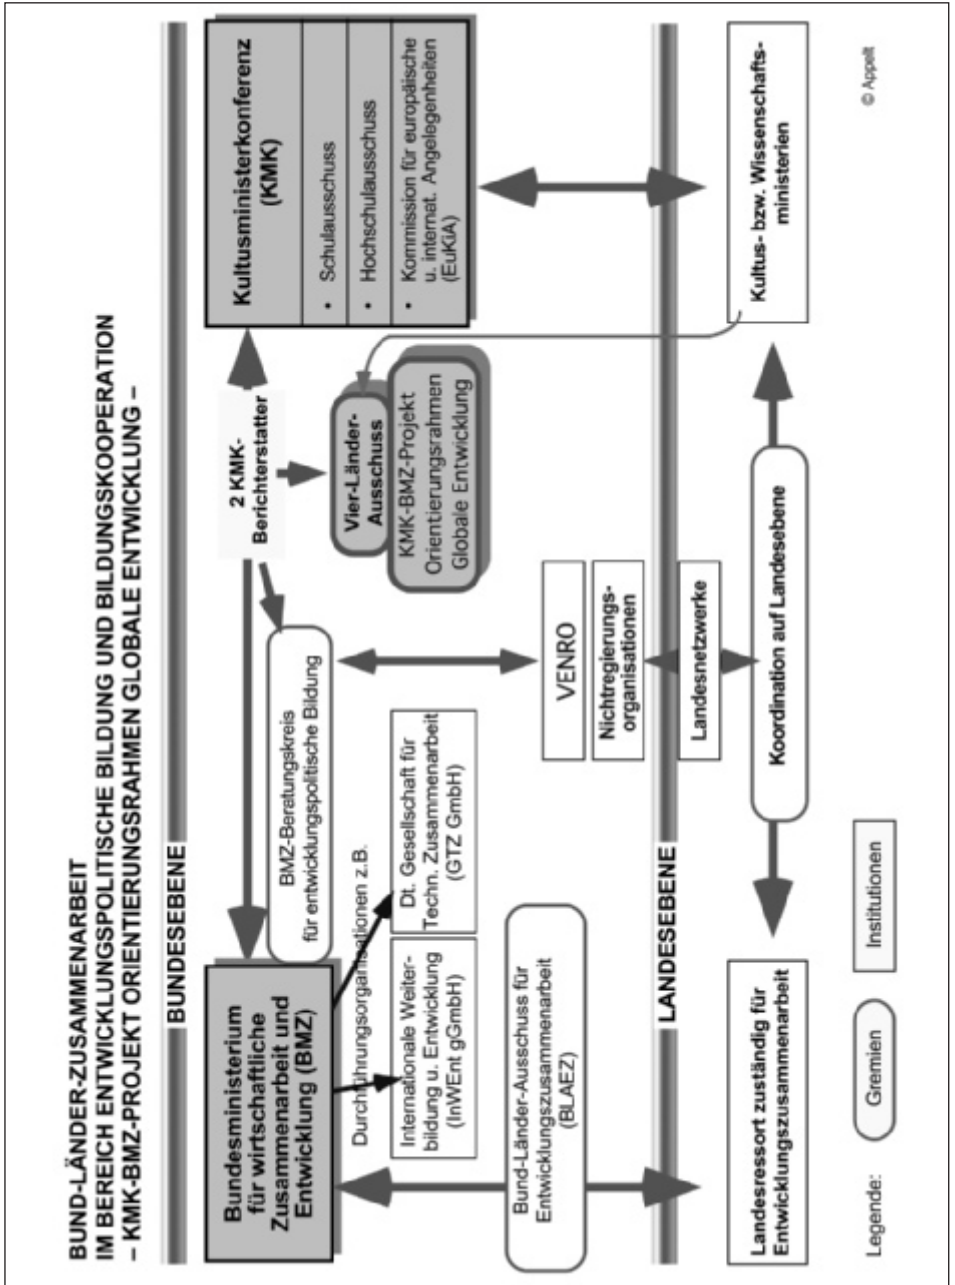 BUND-LÄNDER-ZUSAMMENARBEIT
IM BEREICH ENTWICKLUNGSPOLITISCHE BILDUNG UND BILDUNGSKOOPERATION
– KMK-BMZ-PROJEKT ORIENTIERUNGSRAHMEN GLOBALE ENTWICKLUNG –
BUNDESEBENE
Bundesministerium
für wirtschaftliche
Zusammenarbeit und
Entwicklung (BMZ)
2 KMK-
Berichterstatter
Kultusministerkonferenz
(KMK)
• Schulausschuss
• Hochschulausschuss
• Kommission für europäische
u. internat. Angelegenheiten
(EuKiA)
BMZ-Beratungskreis
für entwicklungspolitische Bildung
Vier-Länder-
Ausschuss
KMK-BMZ-Projekt
Orientierungsrahmen
Globale Entwicklung
Durchführungsorganisationen z.B.
Internationale Weiter-
bildung u. Entwicklung
(InWEnt gGmbH)
Dt. Gesellschaft für
Techn. Zusammenarbeit
(GTZ GmbH)
Bund-Länder-Ausschuss für
Entwicklungszusammenarbeit
(BLAEZ)
VENRO
Nichtregierungs-
organisationen
LANDESEBENE
Landesnetzwerke
Landesressort zuständig für
Entwicklungszusammenarbeit
Koordination auf Landesebene
Kultus- bzw. Wissenschafts-
ministerien
Legende:
Gremien
Institutionen
© Appelt